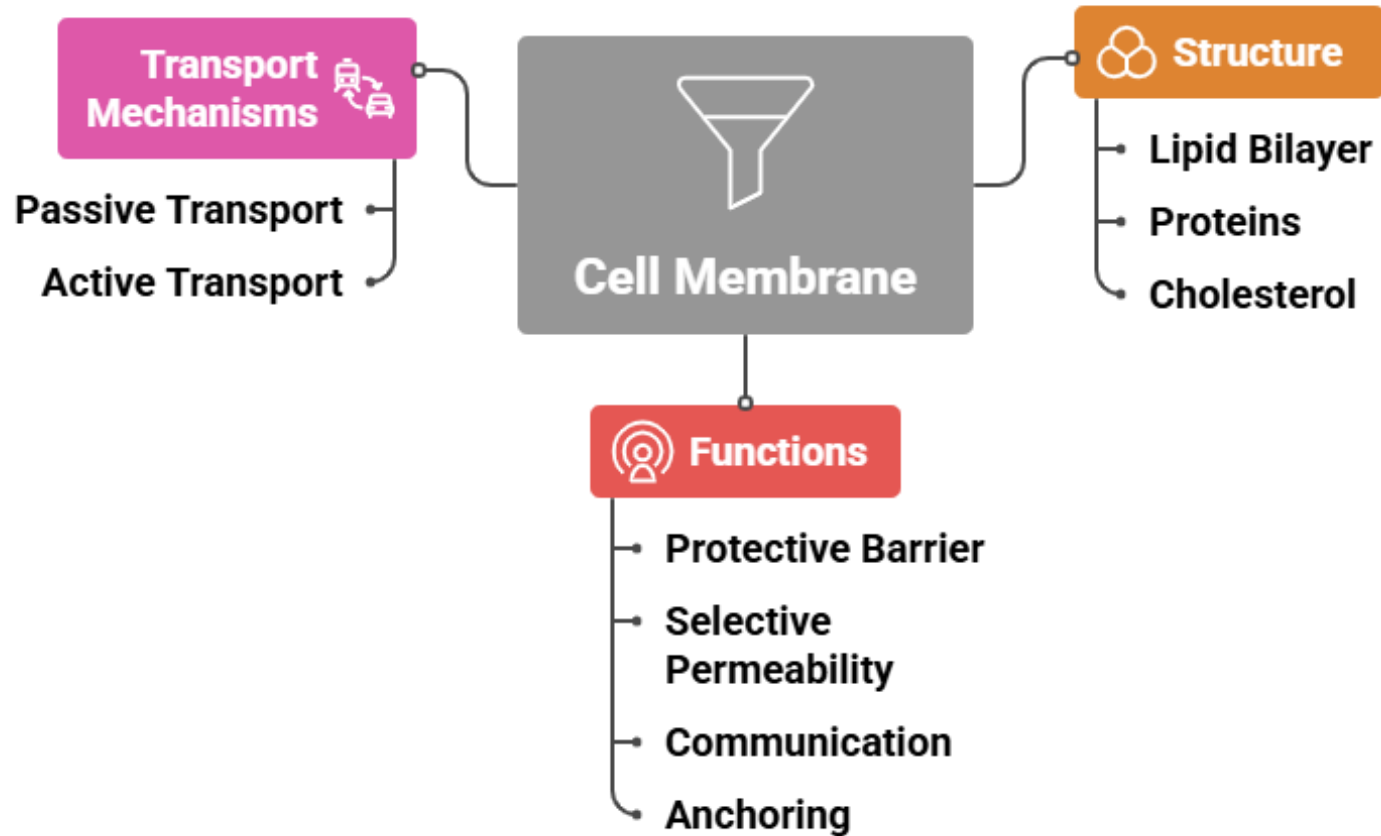 Transport
Mechanisms
Passive Transport
Active Transport
Cell Membrane
Structure
Lipid Bilayer
Proteins
Cholesterol
Functions
Protective Barrier
Selective
Permeability
Communication
Anchoring